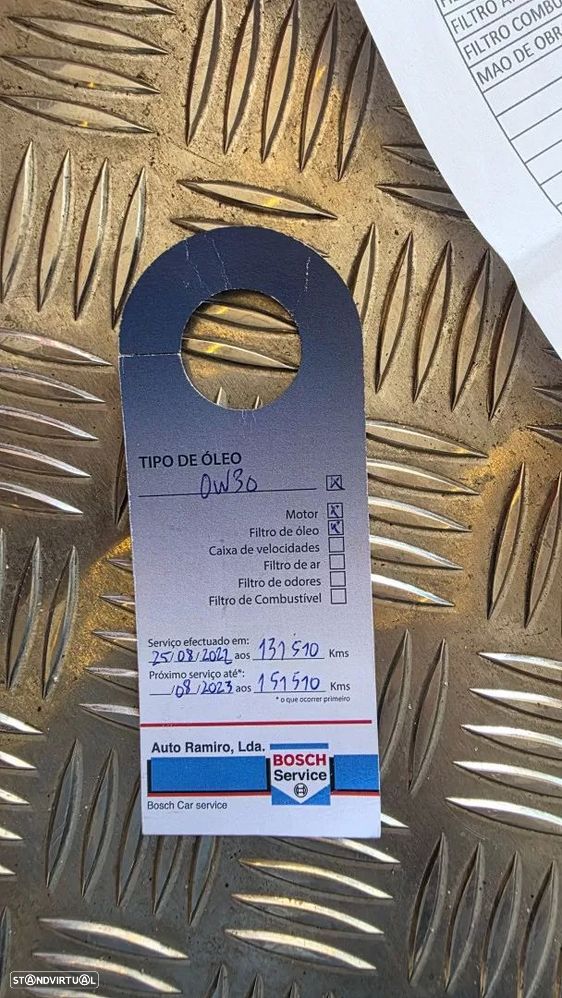 FILTRO COMBU
MAO DE OBR
TIPO DE ÓLEO
0W30
Motor
Filtro de óleo
Caixa de velocidades
Filtro de ar
Filtro de odores
Filtro de Combustível
Serviço efectuado em:
25/08/2022 aos 131510 Kms
Próximo serviço até*:
/08/2023 aos 151510 Kms
* o que ocorrer primeiro
Auto Ramiro, Lda.
BOSCH
Service
Bosch Car service
STANDVIRTUAL